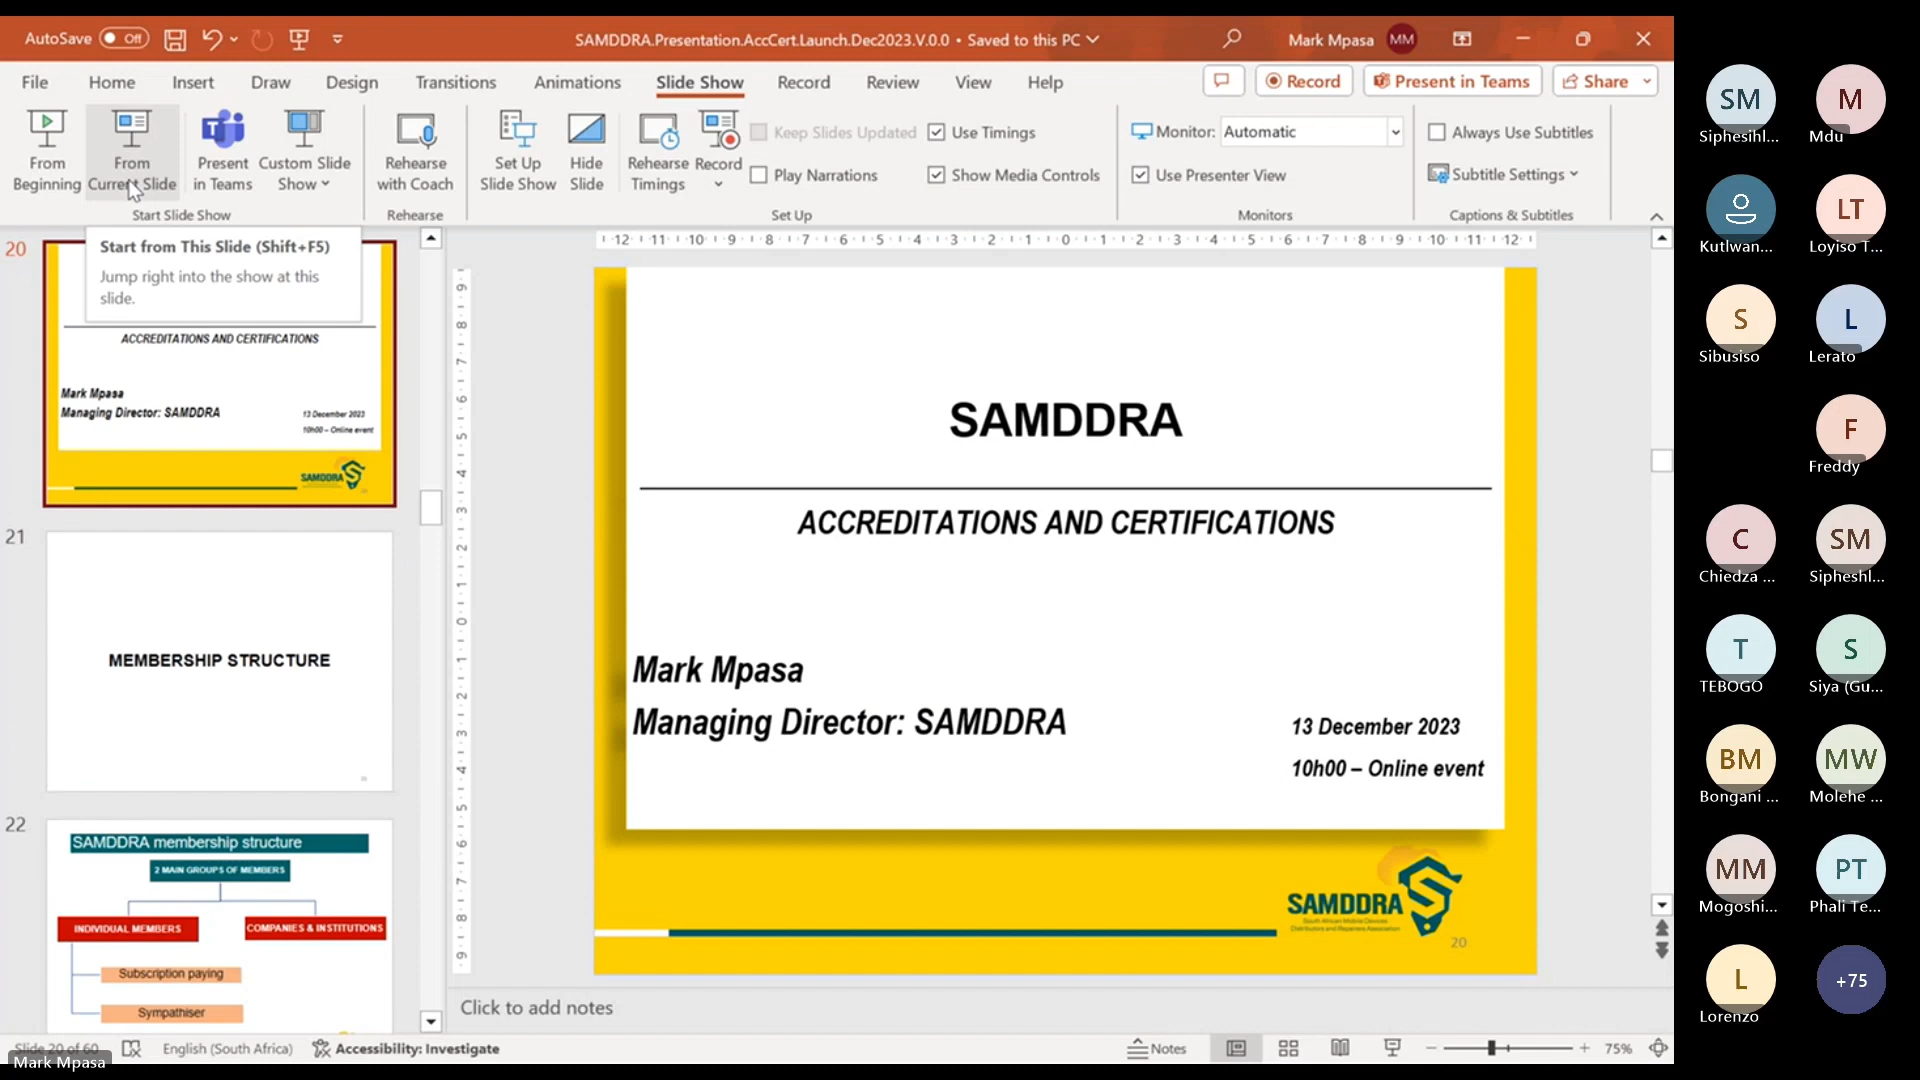 AutoSave Off
SAMDDRA.Presentation.AccCert.Launch.Dec2023.V.0.0 • Saved to this PC
Mark Mpasa MM
File Home Insert Draw Design Transitions Animations Slide Show Record Review View Help
Record Present in Teams Share
From Beginning
From Current Slide
Present in Teams
Custom Slide Show
Start Slide Show
Rehearse with Coach
Rehearse
Set Up Slide Show
Hide Slide
Rehearse Timings
Record
Keep Slides Updated
Use Timings
Play Narrations
Show Media Controls
Set Up
Monitor: Automatic
Use Presenter View
Monitors
Always Use Subtitles
Subtitle Settings
Captions & Subtitles
Start from This Slide (Shift+F5)
Jump right into the show at this
slide.
20
ACCREDITATIONS AND CERTIFICATIONS
Mark Mpasa
Managing Director: SAMDDRA
13 December 2023
10h00 – Online event
SAMDDRA
21
MEMBERSHIP STRUCTURE
22
SAMDDRA membership structure
2 MAIN GROUPS OF MEMBERS
INDIVIDUAL MEMBERS
COMPANIES & INSTITUTIONS
Subscription paying
Sympathiser
SAMDDRA
ACCREDITATIONS AND CERTIFICATIONS
Mark Mpasa
Managing Director: SAMDDRA
13 December 2023
10h00 – Online event
SAMDDRA
South African Mobile Devices
Distributors and Repairers Association
20
Click to add notes
Slide 20 of 60
English (South Africa)
Accessibility: Investigate
Notes
75%
Mark Mpasa
SM
Siphesihl...
M
Mdu
Kutlwan...
LT
Loyiso T...
S
Sibusiso
L
Lerato
F
Freddy
C
Chiedza ...
SM
Sipheshl...
T
TEBOGO
S
Siya (Gu...
BM
Bongani ...
MW
Molehe ...
MM
Mogoshi...
PT
Phali Te...
L
Lorenzo
+75